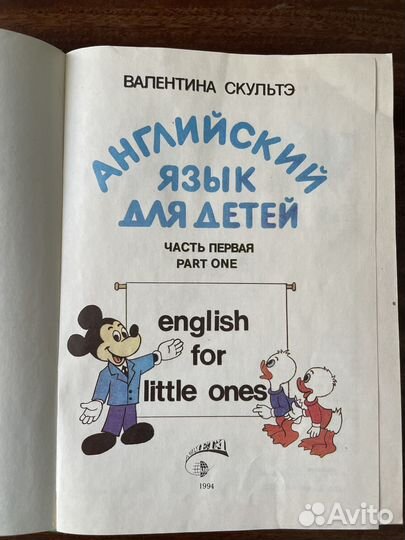 ВАЛЕНТИНА СКУЛЬТЭ
АНГЛИЙСКИЙ
ЯЗЫК
ДЛЯ ДЕТЕЙ
ЧАСТЬ ПЕРВАЯ
PART ONE
english
for
little ones
1994
Avito